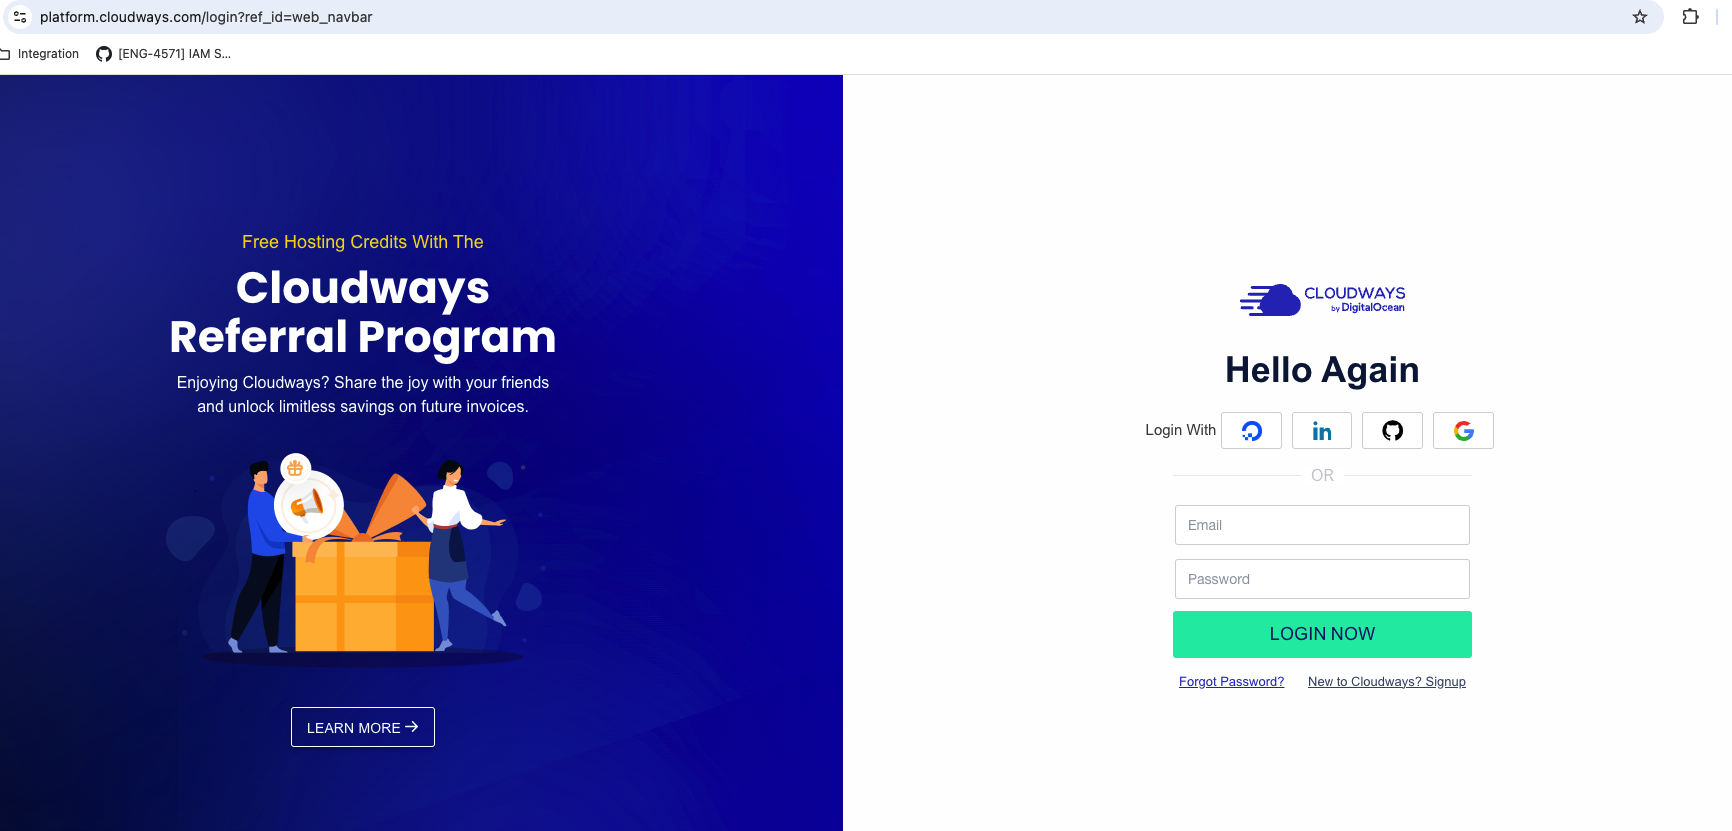 platform.cloudways.com/login?ref_id=web_navbar
Integration
[ENG-4571] IAM S...
Free Hosting Credits With The
Cloudways
Referral Program
Enjoying Cloudways? Share the joy with your friends
and unlock limitless savings on future invoices.
LEARN MORE →
CLOUDWAYS
by DigitalOcean
Hello Again
Login With
in
OR
Email
Password
LOGIN NOW
Forgot Password?
New to Cloudways? Signup